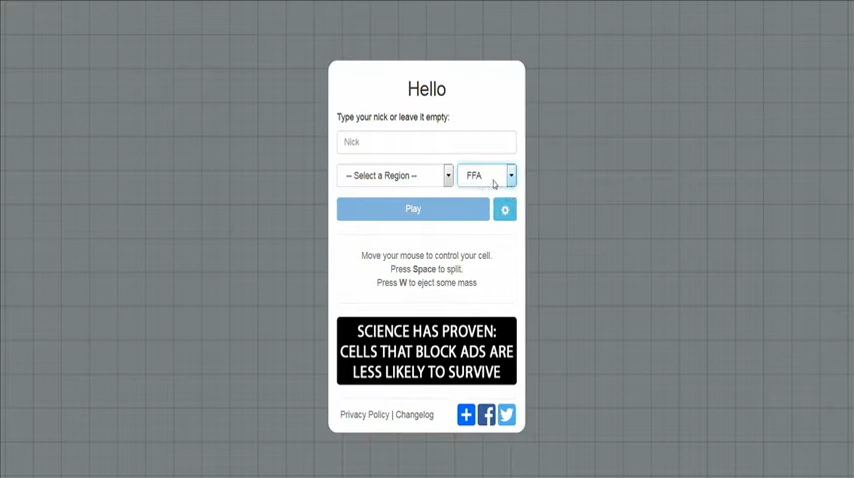 Hello
Type your nick or leave it empty:
Nick
-- Select a Region -- FFA
Play
Move your mouse to control your cell.
Press Space to split.
Press W to eject some mass
SCIENCE HAS PROVEN:
CELLS THAT BLOCK ADS ARE
LESS LIKELY TO SURVIVE
Privacy Policy | Changelog